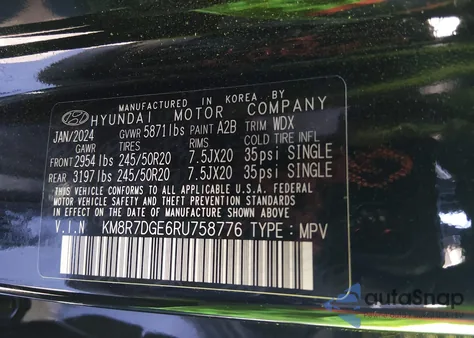 MANUFACTURED IN KOREA BY
HYUNDAI MOTOR COMPANY
JAN/2024 GVWR 5871 lbs PAINT A2B TRIM WDX
GAWR TIRES RIMS COLD TIRE INFL
FRONT 2954 lbs 245/50R20 7.5JX20 35psi SINGLE
REAR 3197 lbs 245/50R20 7.5JX20 35psi SINGLE
THIS VEHICLE CONFORMS TO ALL APPLICABLE U.S.A. FEDERAL
MOTOR VEHICLE SAFETY AND THEFT PREVENTION STANDARDS
IN EFFECT ON THE DATE OF MANUFACTURE SHOWN ABOVE.
V.I.N KM8R7DGE6RU758776 TYPE : MPV
autoSnap